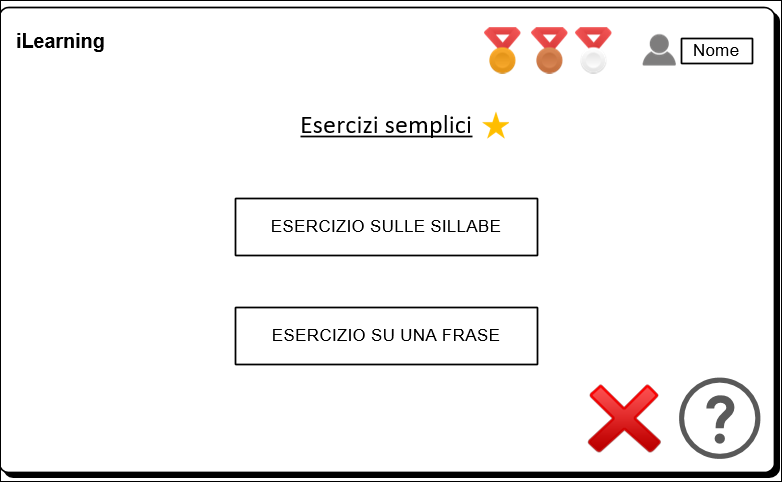 iLearning
Nome
Esercizi semplici
ESERCIZIO SULLE SILLABE
ESERCIZIO SU UNA FRASE
?